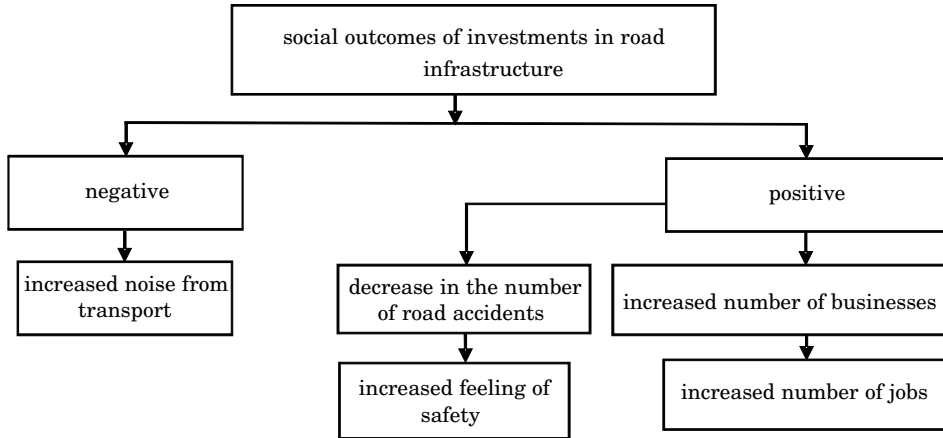 social outcomes of investments in road
infrastructure
negative
positive
increased noise from
transport
decrease in the number
of road accidents
increased number of businesses
increased feeling of
safety
increased number of jobs